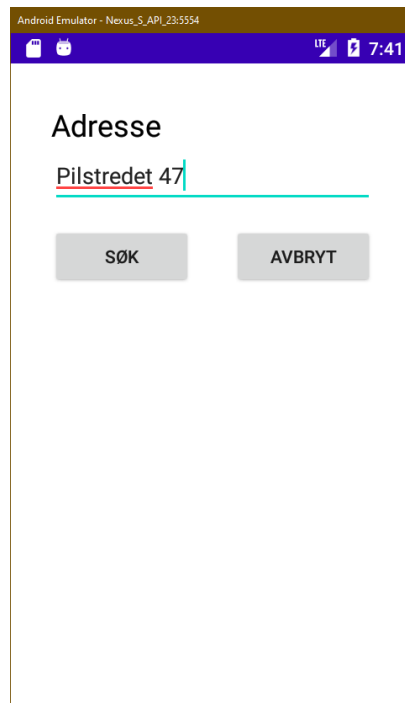 Android Emulator - Nexus_S_API_23:5554
LTE 7:41
Adresse
Pilstredet 47
SØK AVBRYT